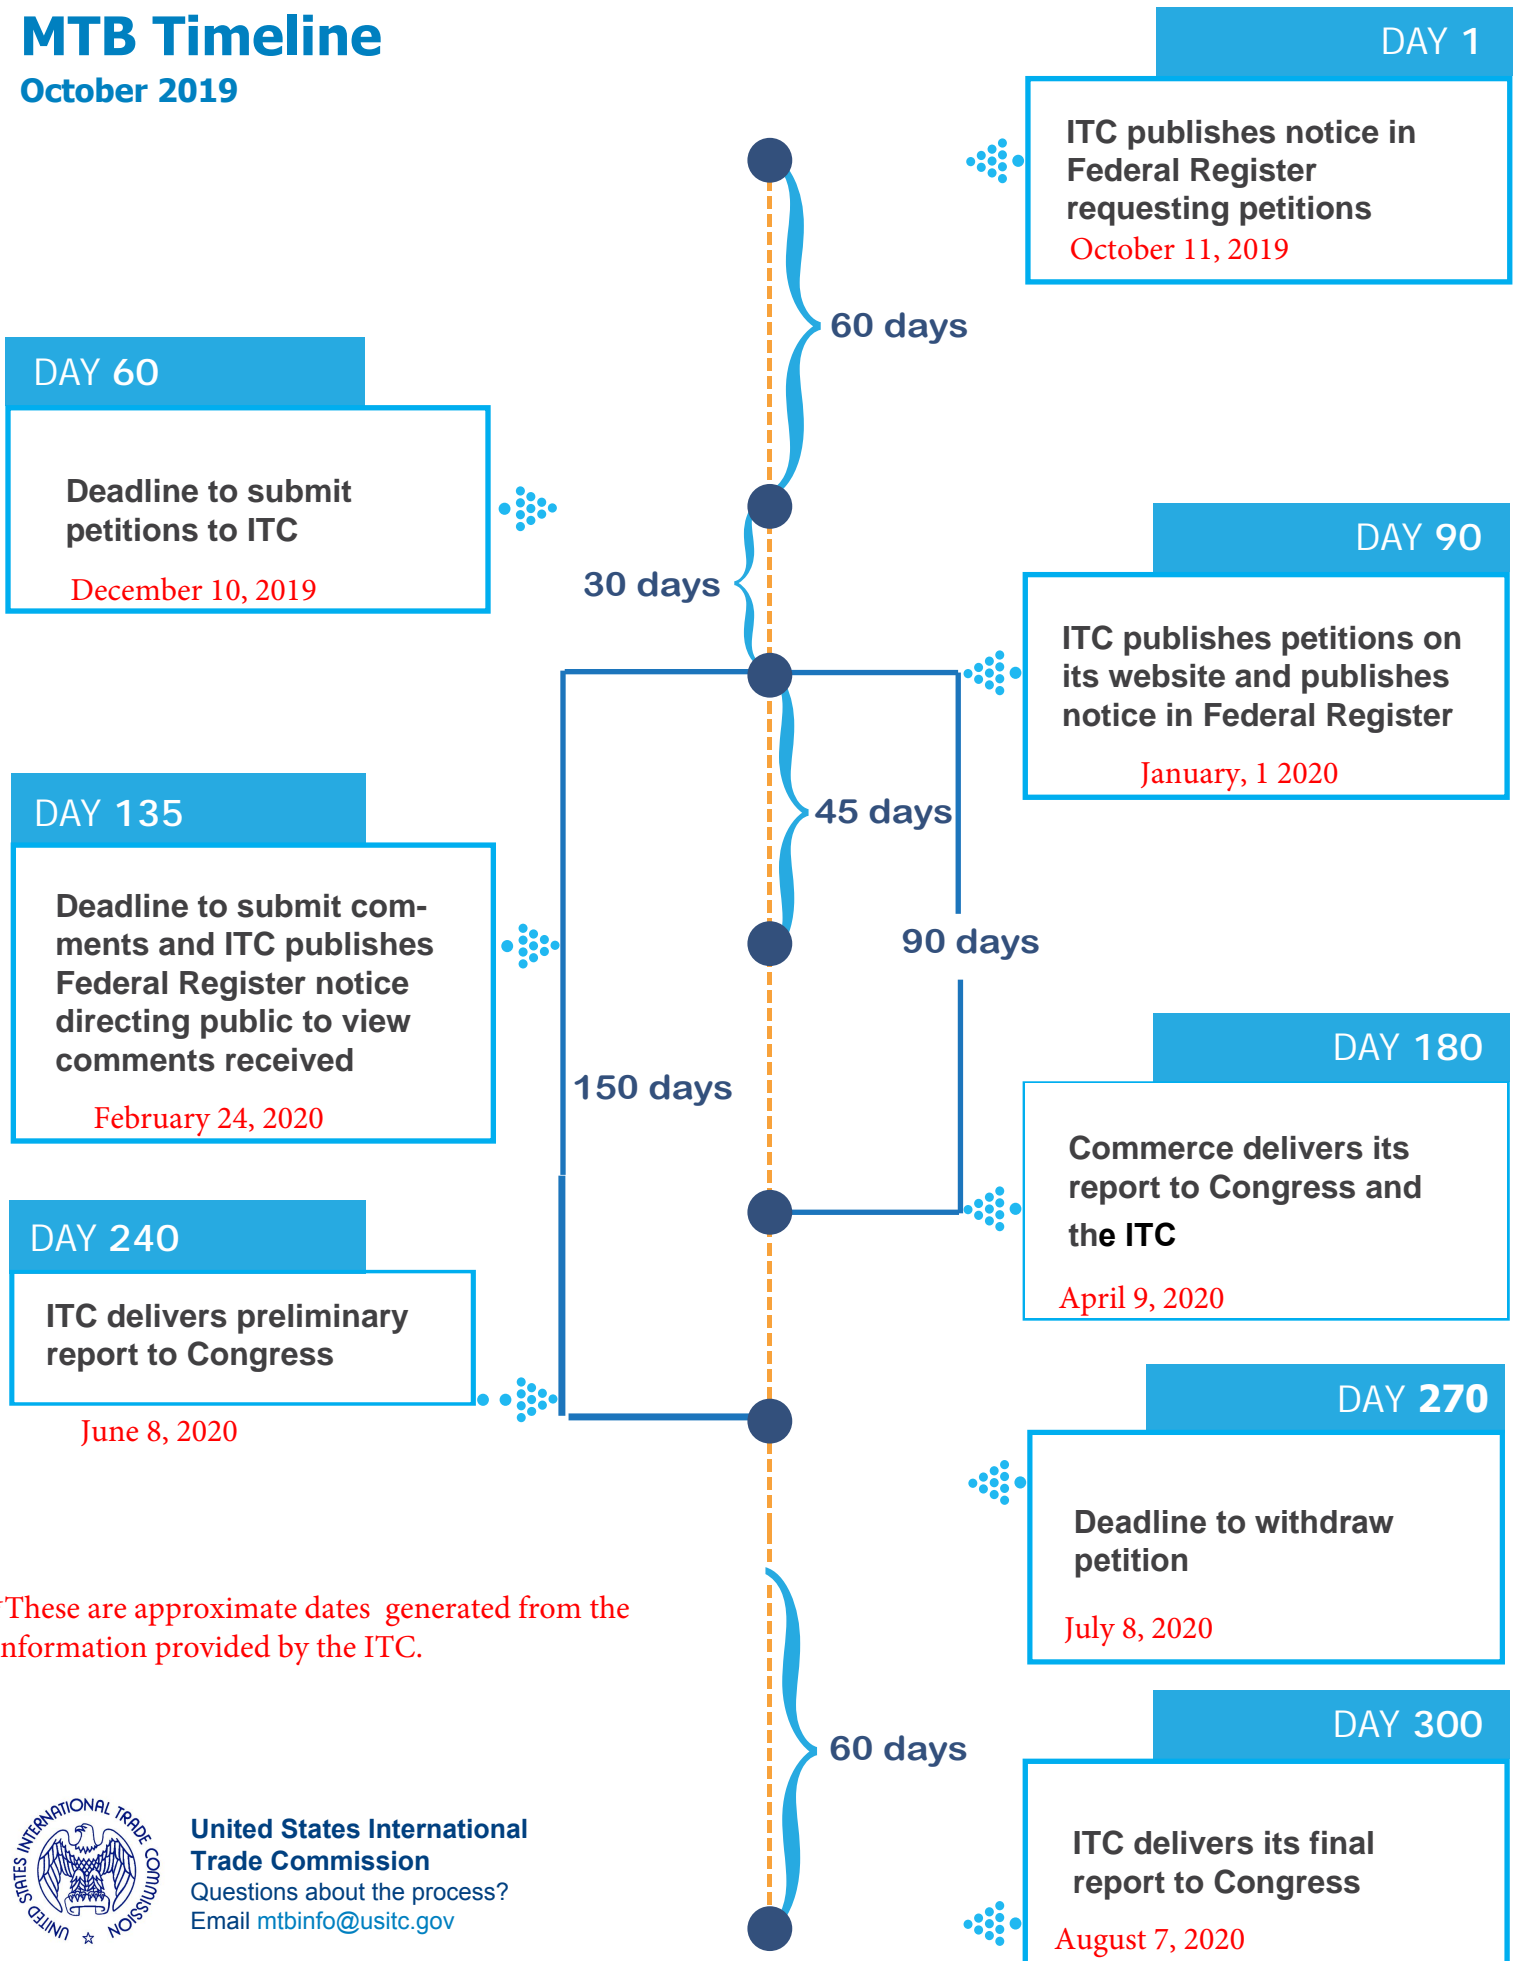 MTB Timeline
October 2019
DAY 1
ITC publishes notice in
Federal Register
requesting petitions
October 11, 2019
60 days
DAY 60
Deadline to submit
petitions to ITC
December 10, 2019
30 days
DAY 90
ITC publishes petitions on
its website and publishes
notice in Federal Register
January, 1 2020
45 days
DAY 135
Deadline to submit com-
ments and ITC publishes
Federal Register notice
directing public to view
comments received
February 24, 2020
90 days
150 days
DAY 180
Commerce delivers its
report to Congress and
the ITC
April 9, 2020
DAY 240
ITC delivers preliminary
report to Congress
June 8, 2020
DAY 270
Deadline to withdraw
petition
July 8, 2020
*These are approximate dates generated from the
nformation provided by the ITC.
60 days
DAY 300
ITC delivers its final
report to Congress
August 7, 2020
UNITED STATES INTERNATIONAL TRADE COMMISSION
United States International
Trade Commission
Questions about the process?
Email mtbinfo@usitc.gov